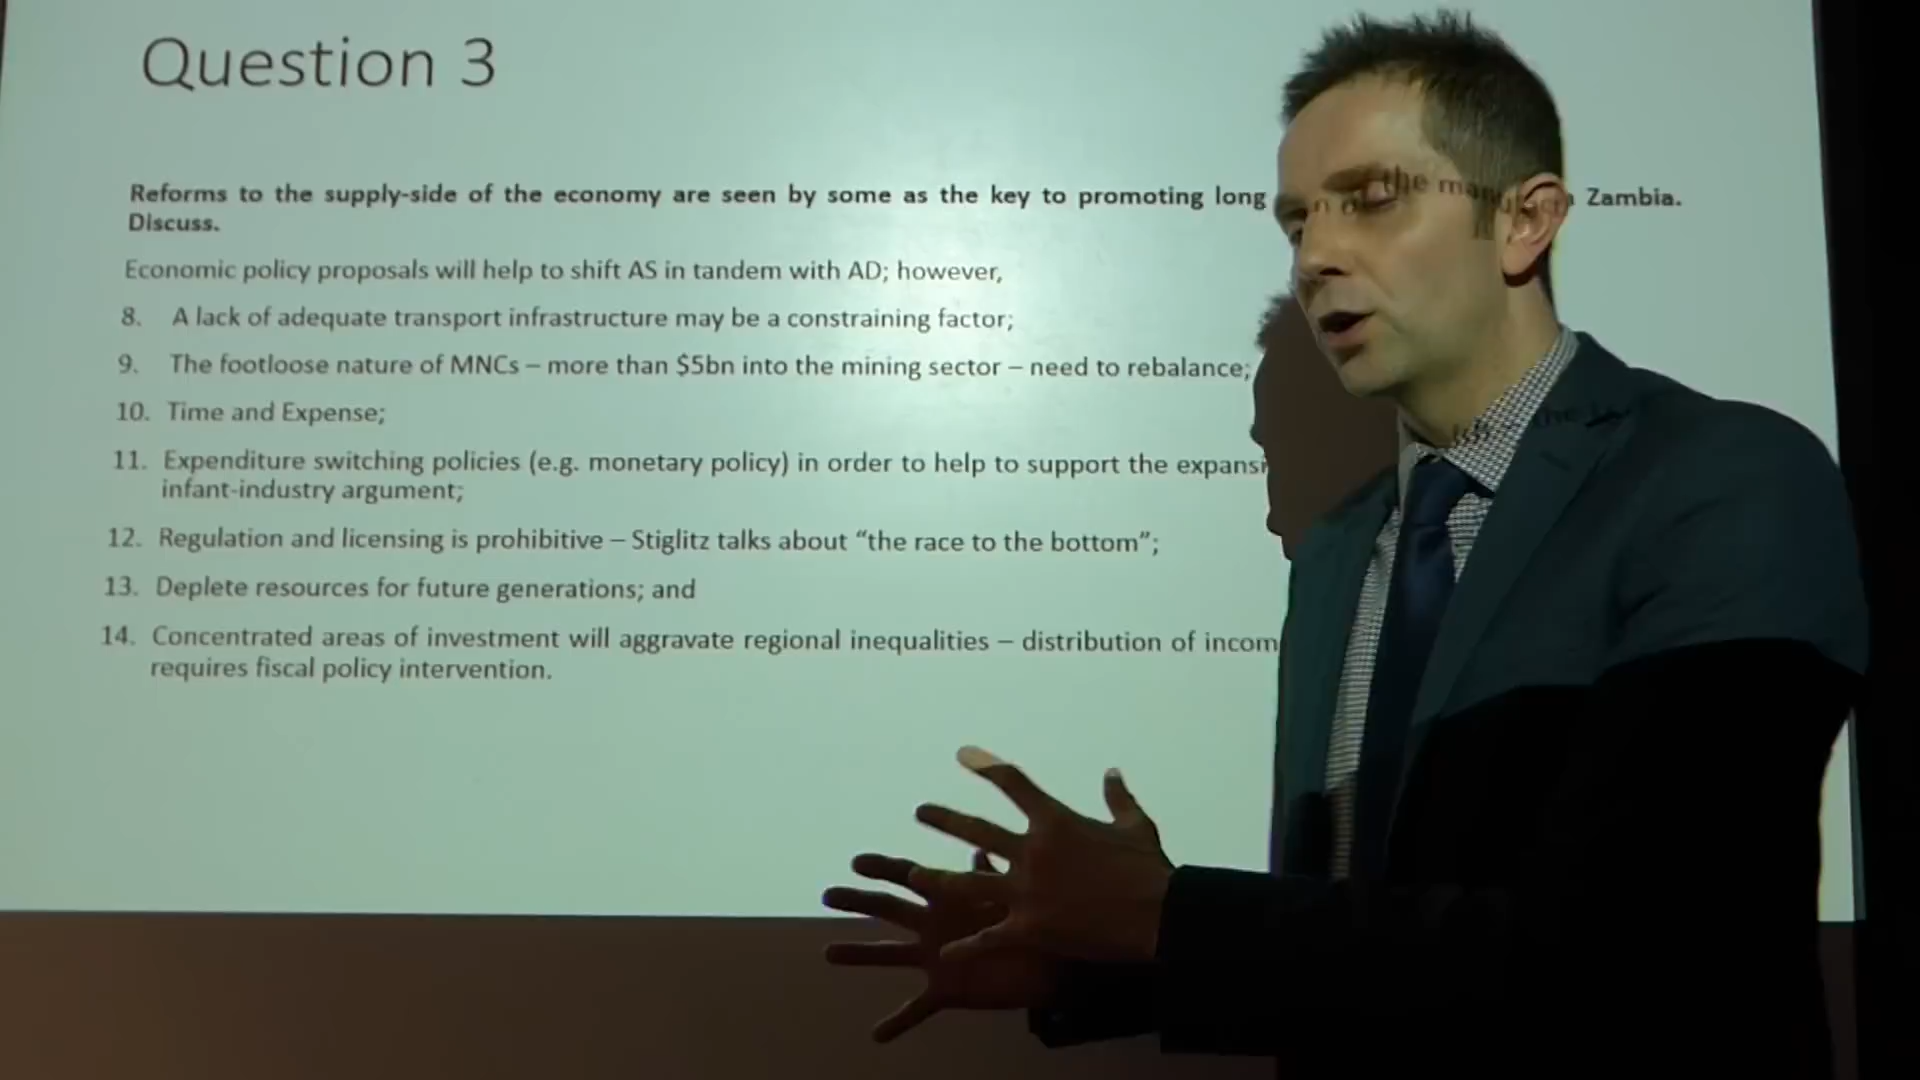 Question 3
Reforms to the supply-side of the economy are seen by some as the key to promoting long the Zambia.
Discuss.
Economic policy proposals will help to shift AS in tandem with AD; however,
8. A lack of adequate transport infrastructure may be a constraining factor;
9. The footloose nature of MNCs – more than $5bn into the mining sector – need to rebalance;
10. Time and Expense;
11. Expenditure switching policies (e.g. monetary policy) in order to help to support the expansi
infant-industry argument;
12. Regulation and licensing is prohibitive – Stiglitz talks about “the race to the bottom”;
13. Deplete resources for future generations; and
14. Concentrated areas of investment will aggravate regional inequalities – distribution of incom
requires fiscal policy intervention.